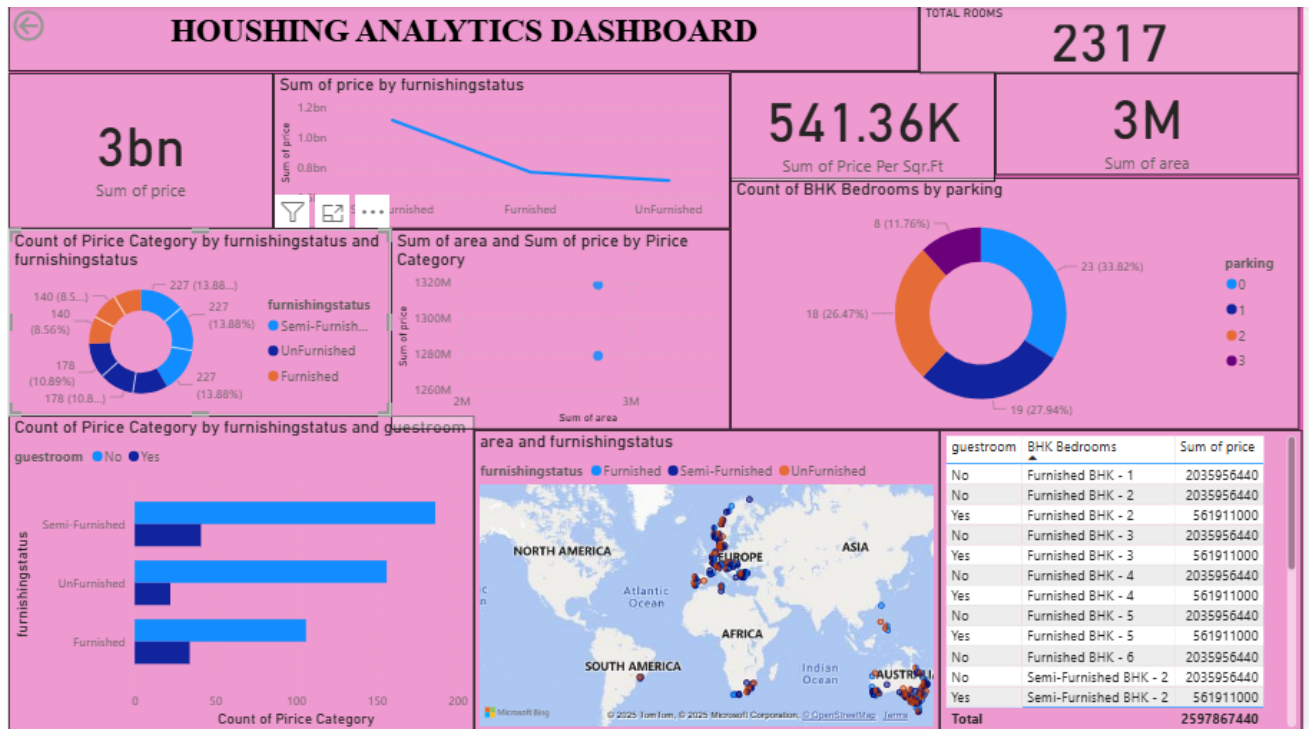 HOUSHING ANALYTICS DASHBOARD
TOTAL ROOMS
2317
3bn
Sum of price
Sum of price by furnishingstatus
1.2bn
1.0bn
0.8bn
Sum of price
urnished
Furnished
UnFurnished
541.36K
Sum of Price Per Sqr.Ft
3M
Sum of area
Count of Pirice Category by furnishingstatus and
furnishingstatus
227 (13.88...)
227
(13.88%)
227
(13.88%)
178 (10.8...)
178
(10.89%)
140
(8.56%)
140 (8.5...)
furnishingstatus
Semi-Furnish...
UnFurnished
Furnished
Sum of area and Sum of price by Pirice
Category
1320M
1300M
1280M
1260M
Sum of price
2M
3M
Sum of area
Count of BHK Bedrooms by parking
8 (11.76%)
23 (33.82%)
18 (26.47%)
19 (27.94%)
parking
0
1
2
3
Count of Pirice Category by furnishingstatus and guestroom
guestroom No Yes
furnishingstatus
Semi-Furnished
UnFurnished
Furnished
0 50 100 150 200
Count of Pirice Category
area and furnishingstatus
furnishingstatus Furnished Semi-Furnished UnFurnished
NORTH AMERICA
EUROPE
ASIA
Atlantic
Ocean
AFRICA
SOUTH AMERICA
Indian
Ocean
AUSTRALI
Microsoft Bing
© 2025 TomTom, © 2025 Microsoft Corporation, © OpenStreetMap Terms
guestroom BHK Bedrooms Sum of price
No Furnished BHK - 1 2035956440
No Furnished BHK - 2 2035956440
Yes Furnished BHK - 2 561911000
No Furnished BHK - 3 2035956440
Yes Furnished BHK - 3 561911000
No Furnished BHK - 4 2035956440
Yes Furnished BHK - 4 561911000
No Furnished BHK - 5 2035956440
Yes Furnished BHK - 5 561911000
No Furnished BHK - 6 2035956440
No Semi-Furnished BHK - 2 2035956440
Yes Semi-Furnished BHK - 2 561911000
Total 2597867440